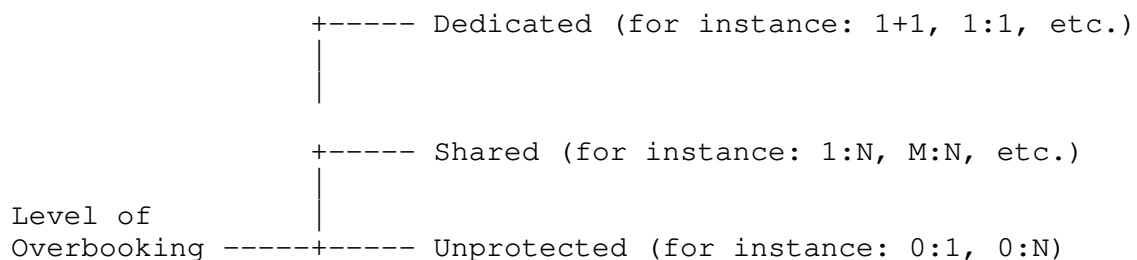 +----- Dedicated (for instance: 1+1, 1:1, etc.)
|
|
+----- Shared (for instance: 1:N, M:N, etc.)
|
Level of |
Overbooking -----+----- Unprotected (for instance: 0:1, 0:N)